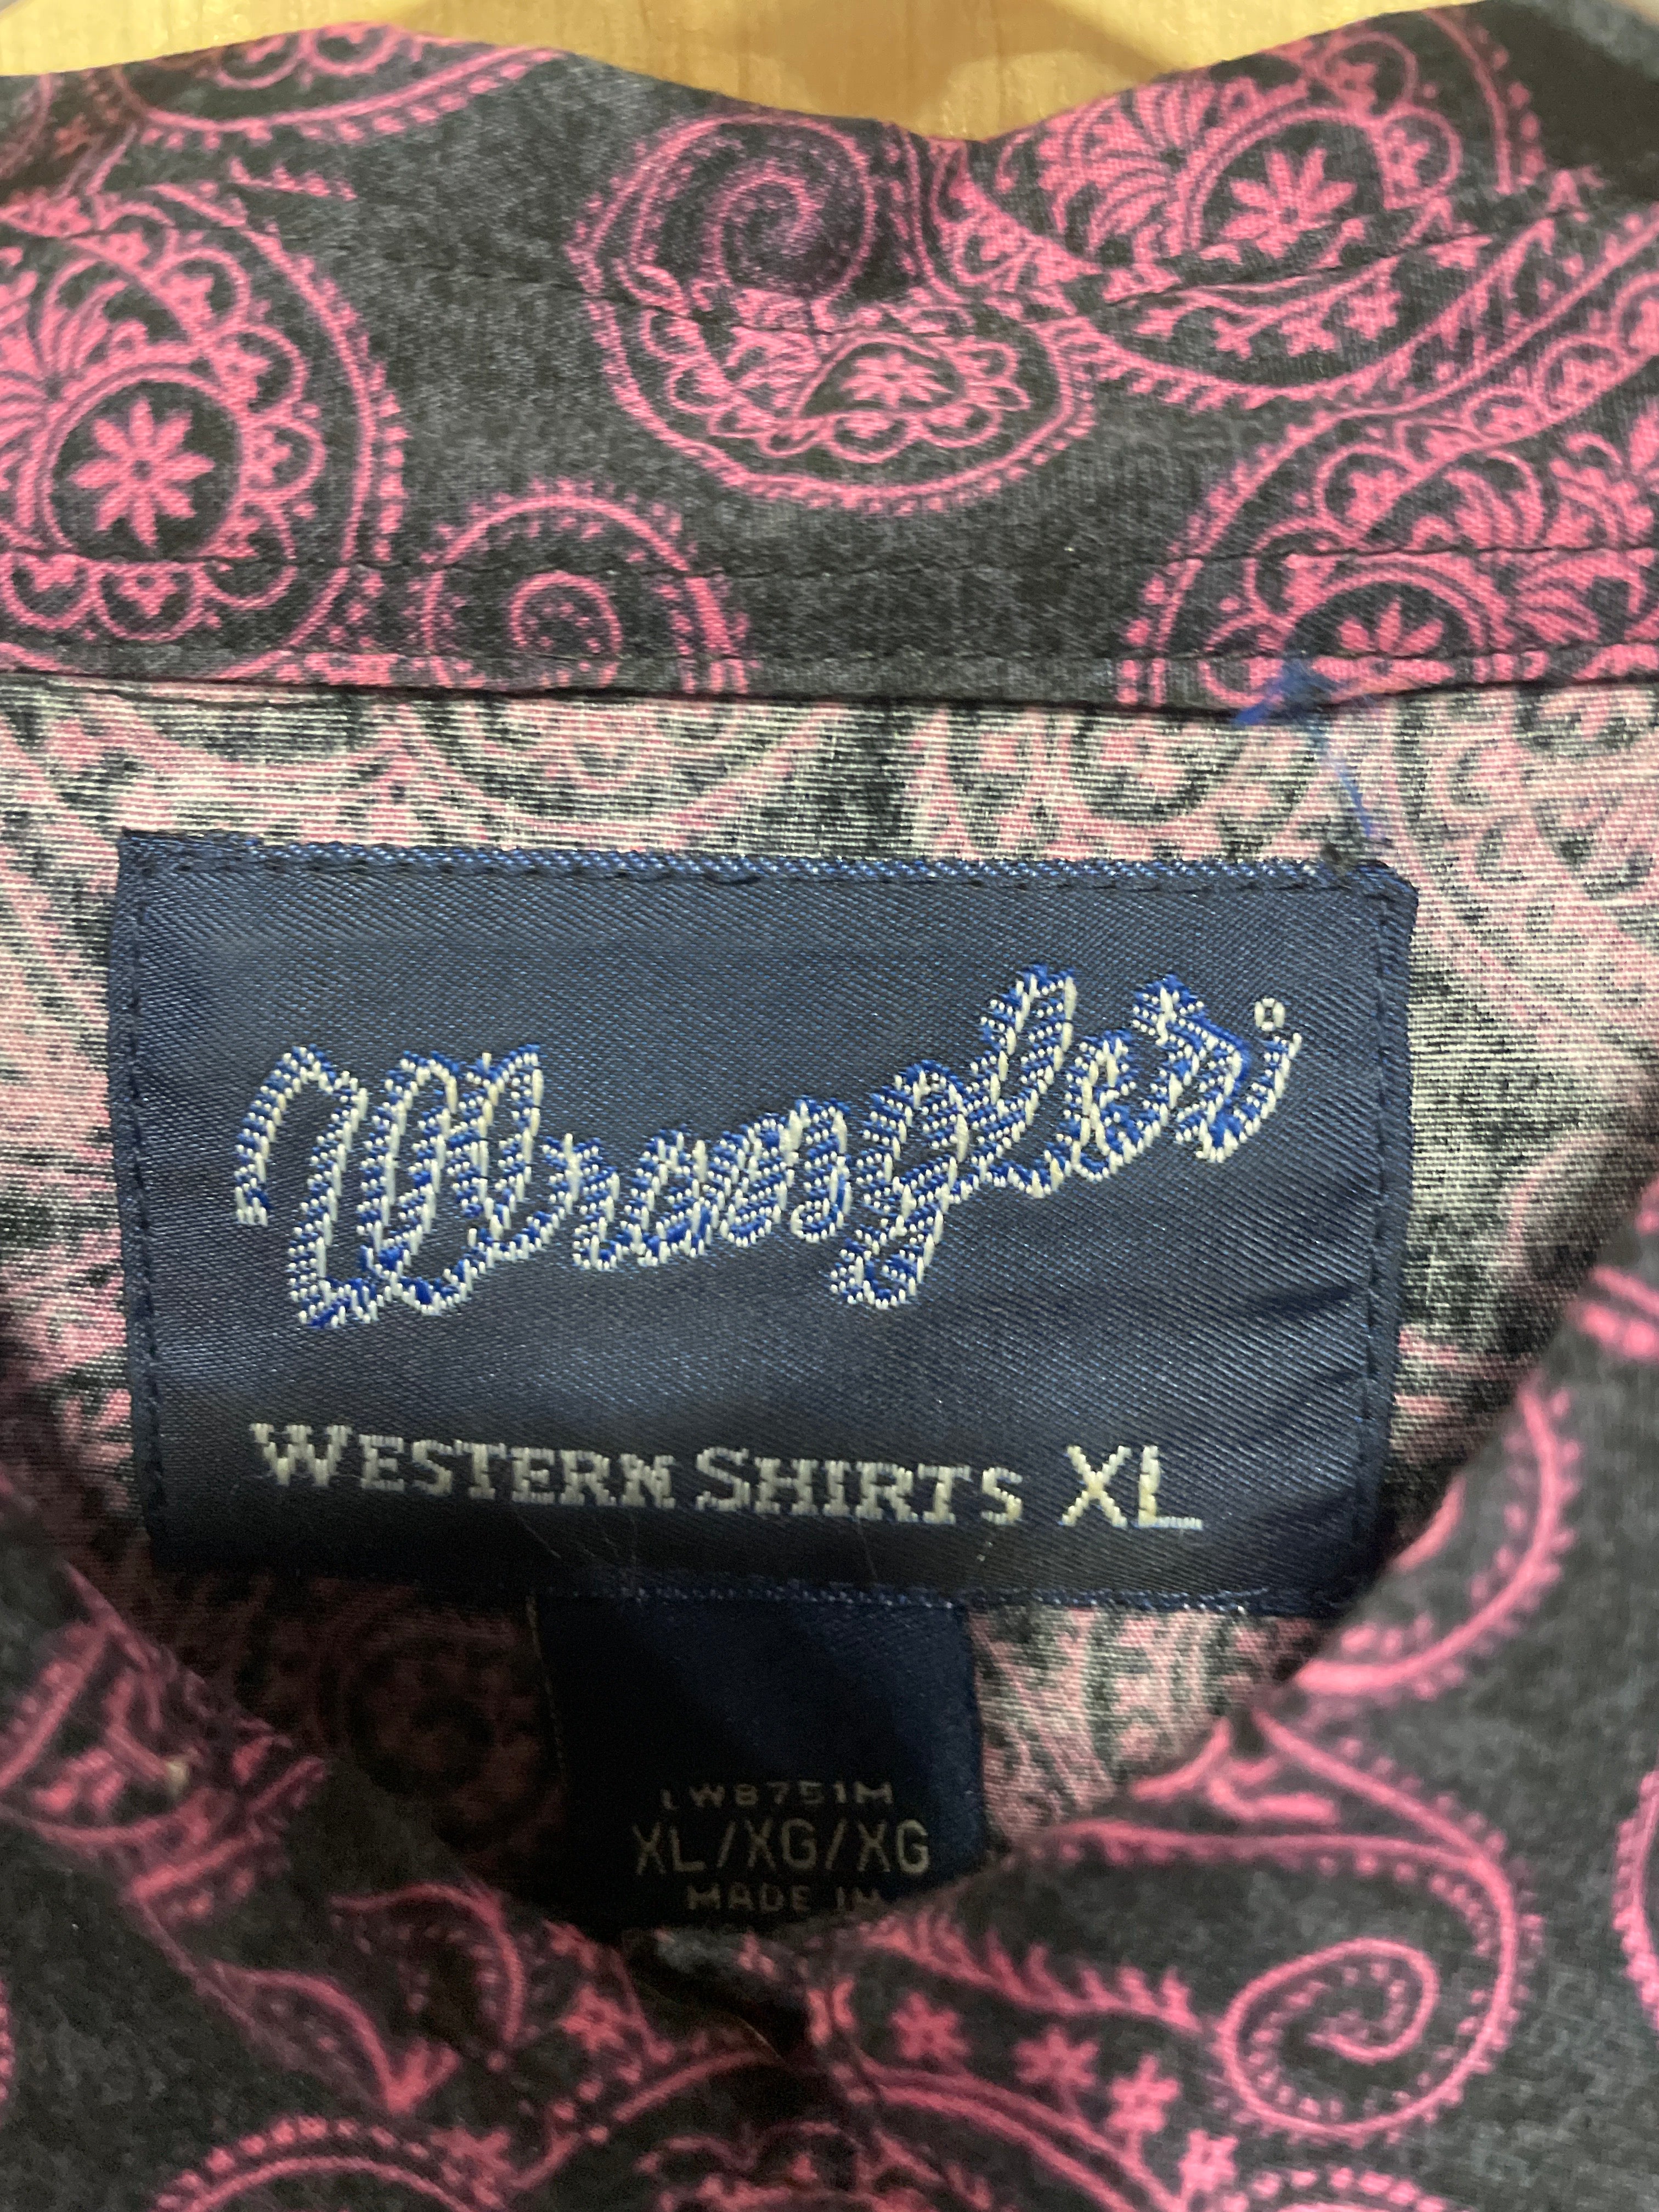 Wrangler
WESTERN SHIRTS XL
LW8751M
XL/XG/XG
MADE IN